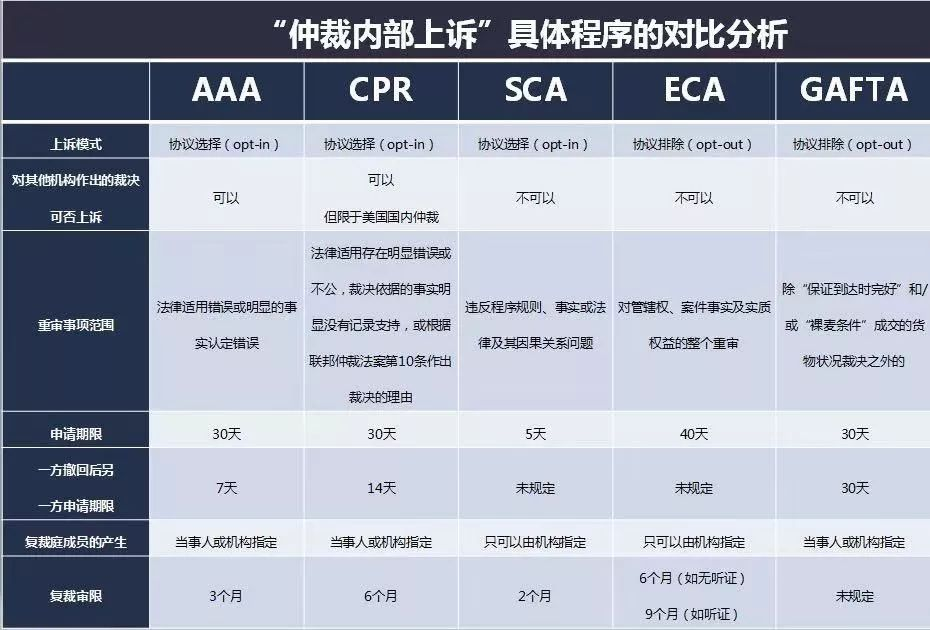 “仲裁内部上诉”具体程序的对比分析
AAA CPR SCA ECA GAFTA
上诉模式 协议选择（opt-in） 协议选择（opt-in） 协议选择（opt-in） 协议排除（opt-out） 协议排除（opt-out）
对其他机构作出的裁决
可否上诉
可以
可以
但限于美国国内仲裁
不可以
不可以
不可以
重审事项范围
法律适用错误或明显的事
实认定错误
法律适用存在明显错误或
不公，裁决依据的事实明
显没有记录支持，或根据
联邦仲裁法案第10条作出
裁决的理由
违反程序规则、事实或法
律及其因果关系问题
对管辖权、案件事实及实质
权益的整个重审
除“保证到达时完好”和/
或“裸麦条件”成交的货
物状况裁决之外的
申请期限 30天 30天 5天 40天 30天
一方撤回后另
一方申请期限
7天 14天 未规定 未规定 30天
复裁庭成员的产生 当事人或机构指定 当事人或机构指定 只可以由机构指定 只可以由机构指定 当事人或机构指定
复裁审限
3个月
6个月
2个月
6个月（如无听证）
9个月（如听证）
未规定